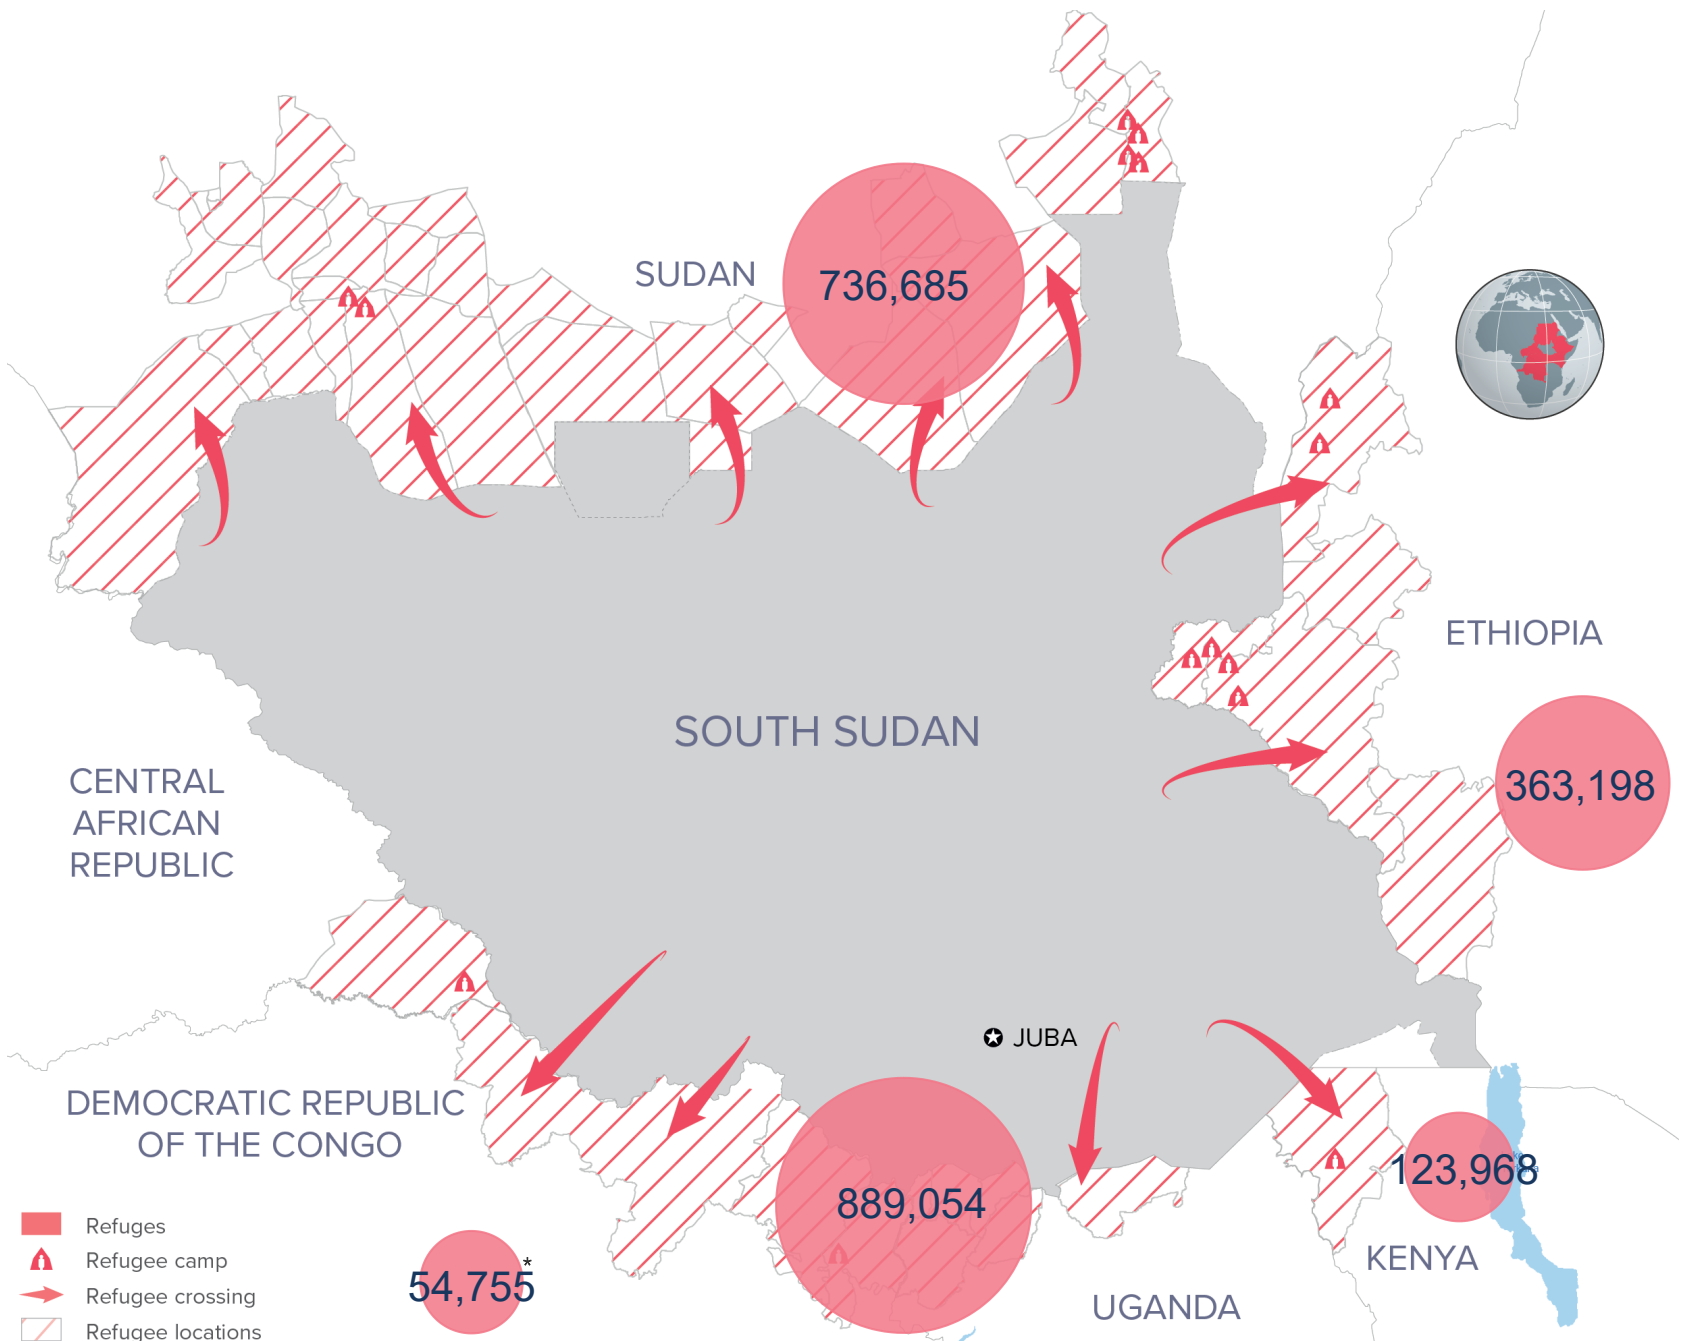 SUDAN
736,685
ETHIOPIA
SOUTH SUDAN
363,198
CENTRAL
AFRICAN
REPUBLIC
JUBA
DEMOCRATIC REPUBLIC
OF THE CONGO
889,054
123,968
KENYA
UGANDA
54,755*
Refuges
Refugee camp
Refugee crossing
Refugee locations